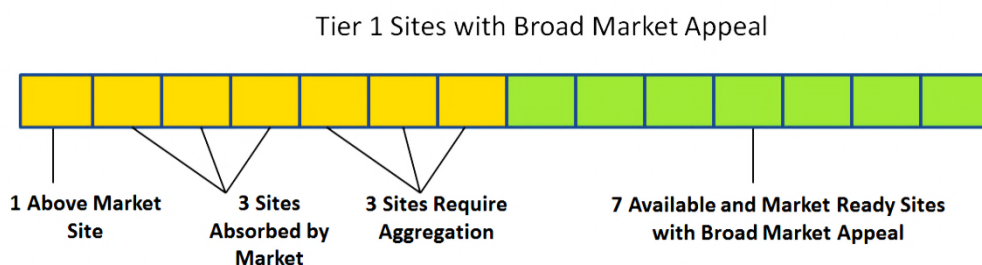 Tier 1 Sites with Broad Market Appeal
1 Above Market
Site
3 Sites
Absorbed by
Market
3 Sites Require
Aggregation
7 Available and Market Ready Sites
with Broad Market Appeal